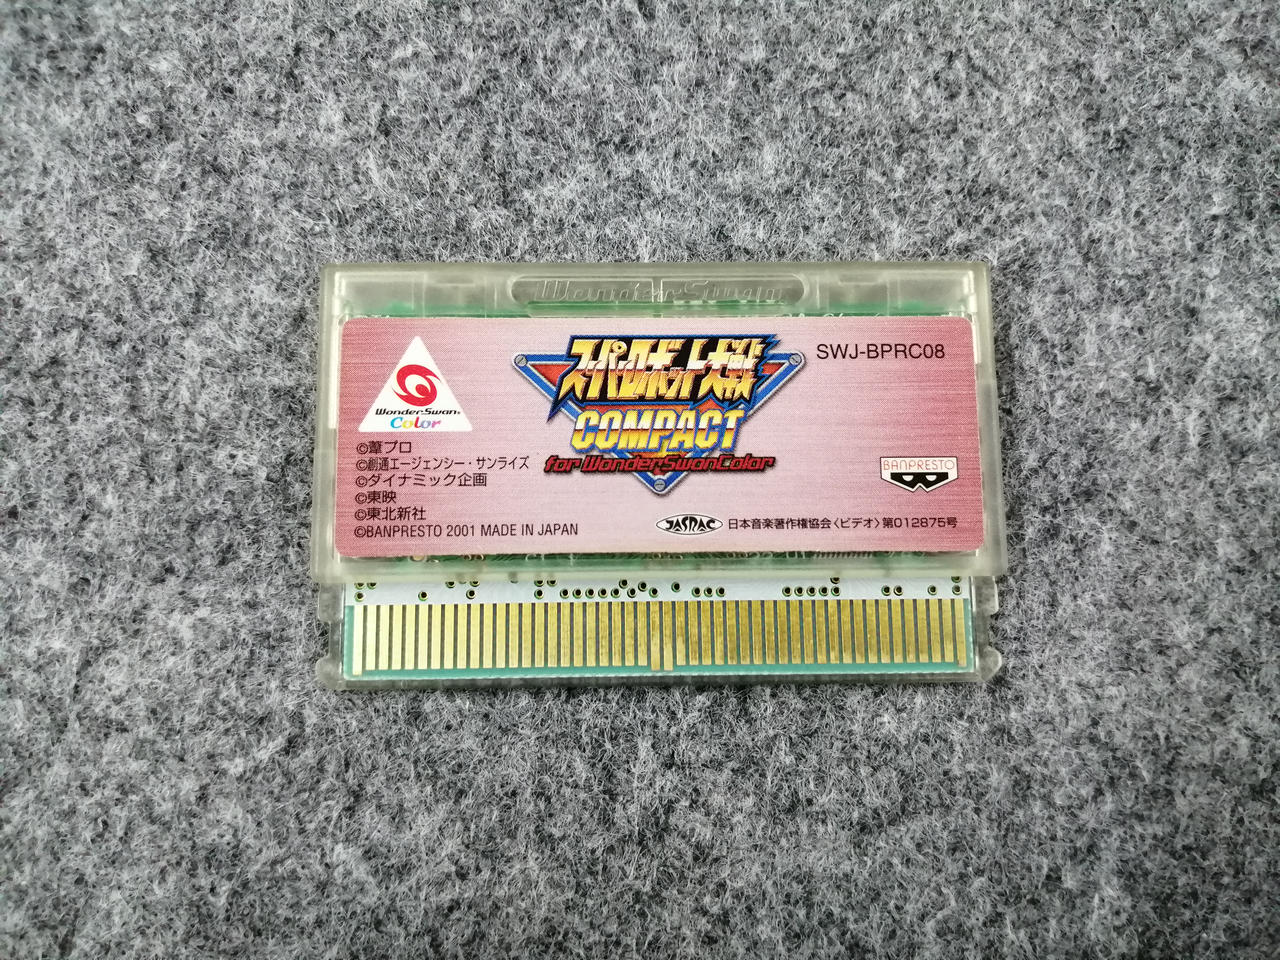 WonderSwan
WonderSwan
Color
スーパーロボット大戦
COMPACT
for WonderSwanColor
SWJ-BPRC08
©葦プロ
©創通エージェンシー・サンライズ
©ダイナミック企画
©東映
©東北新社
©BANPRESTO 2001 MADE IN JAPAN
BANPRESTO
JASRAC 日本音楽著作権協会〈ビデオ〉第012875号